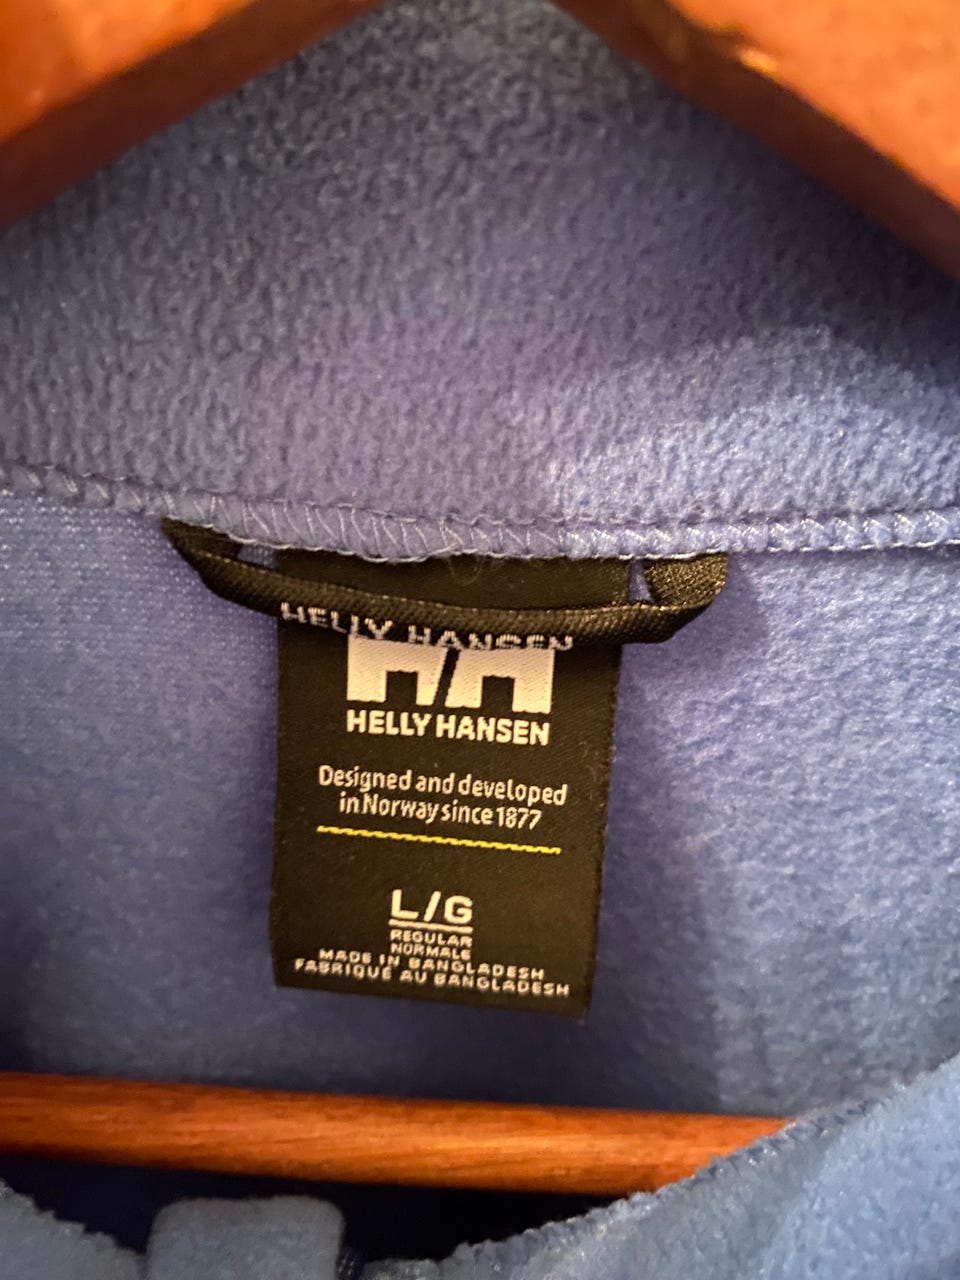 HELLY HANSEN
HELLY HANSEN
Designed and developed
in Norway since 1877
L/G
REGULAR
NORMALE
MADE IN BANGLADESH
FABRIQUÉ AU BANGLADESH